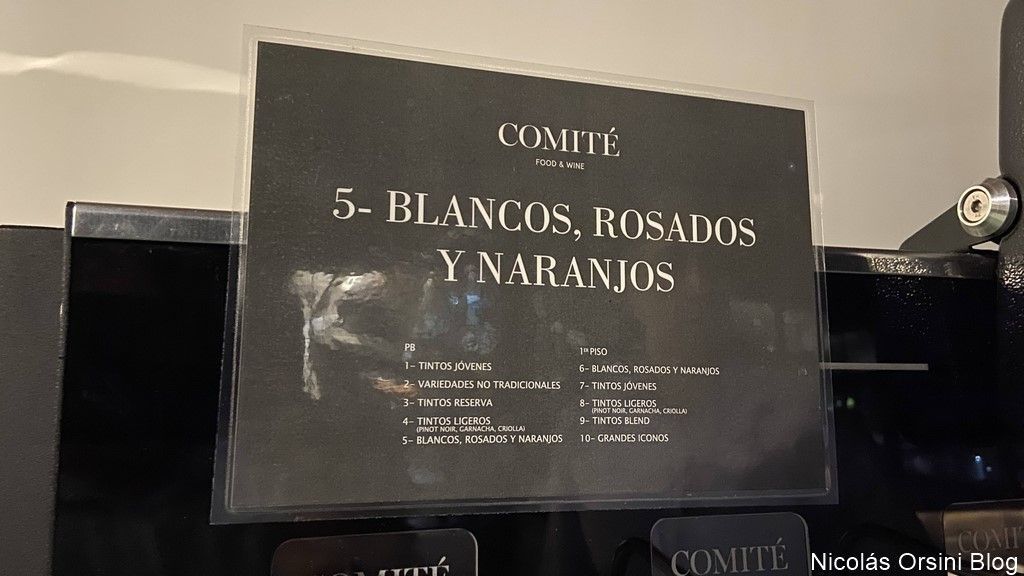 COMITÉ
FOOD & WINE
5- BLANCOS, ROSADOS
Y NARANJOS
PB
1- TINTOS JÓVENES
2- VARIEDADES NO TRADICIONALES
3- TINTOS RESERVA
4- TINTOS LIGEROS
(PINOT NOIR, GARNACHA, CRIOLLA)
5- BLANCOS, ROSADOS Y NARANJOS
1ER PISO
6- BLANCOS, ROSADOS Y NARANJOS
7- TINTOS JÓVENES
8- TINTOS LIGEROS
(PINOT NOIR, GARNACHA, CRIOLLA)
9- TINTOS BLEND
10- GRANDES ICONOS
COMITÉ
COMITÉ
COMIT
Nicolás Orsini Blog